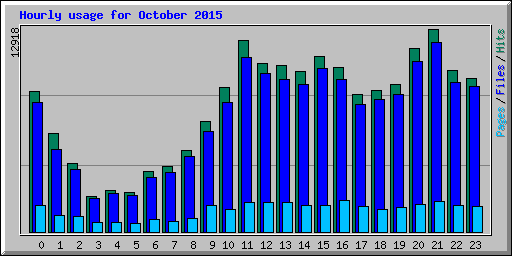 Hourly usage for October 2015
12918
Pages / Files / Hits
0 1 2 3 4 5 6 7 8 9 10 11 12 13 14 15 16 17 18 19 20 21 22 23